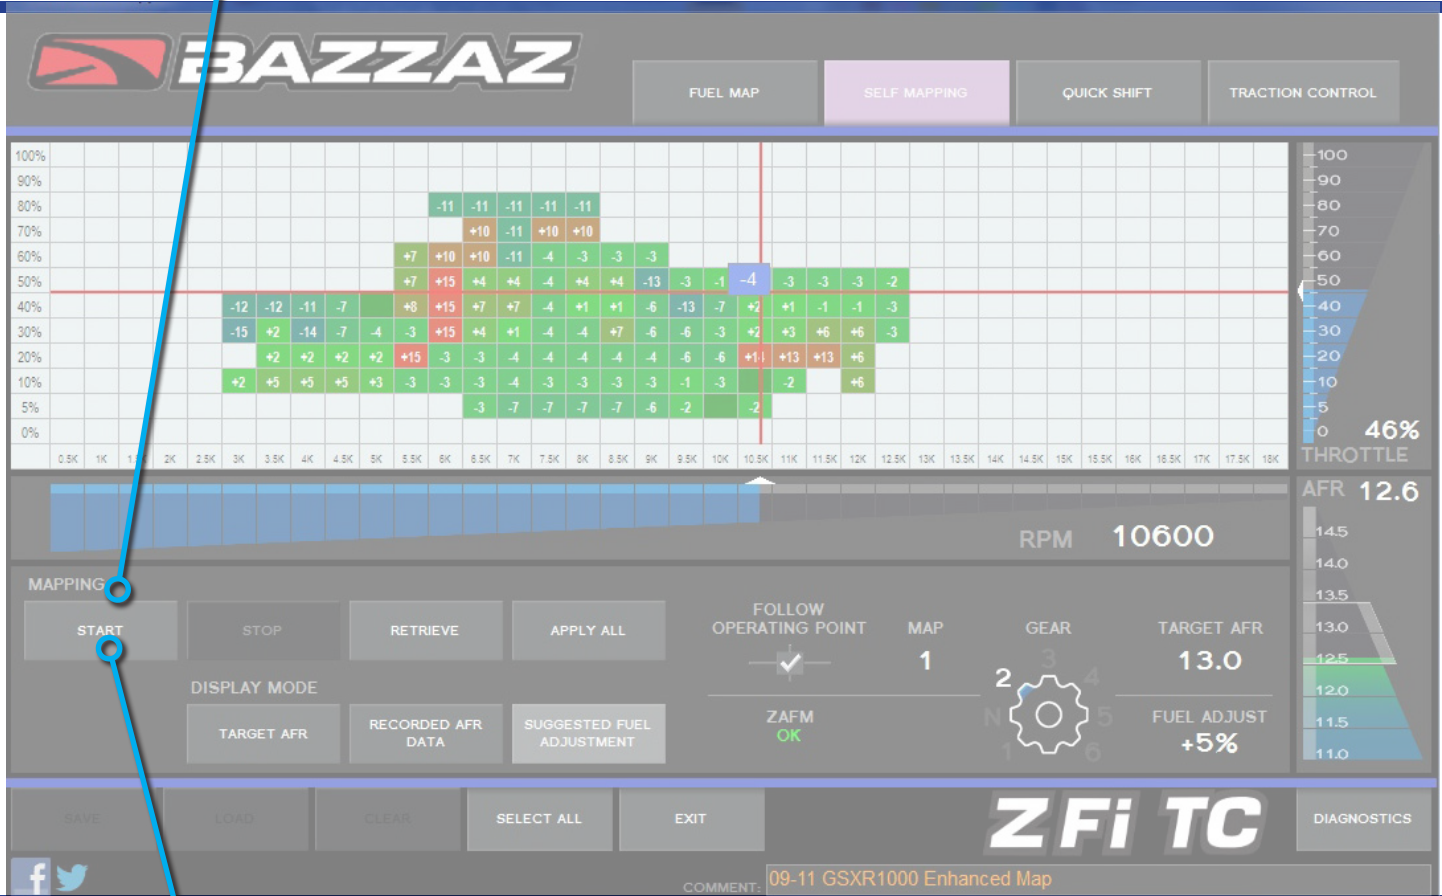 BAZZAZ
FUEL MAP
SELF MAPPING
QUICK SHIFT
TRACTION CONTROL
100%
90%
80% -11 -11 -11 -11 -11
70% +10 -11 +10 +10
60% +7 +10 +10 -11 -4 -3 -3 -3
50% +7 +15 +4 +4 -4 +4 +4 -13 -3 -1 -4 -3 -3 -3 -2
40% -12 -12 -11 -7 +8 +15 +7 +7 -4 +1 +1 -6 -13 -7 +2 +1 -1 -1 -3
30% -15 +2 -14 -7 -4 -3 +15 +4 +1 -4 -4 +7 -6 -6 -3 +2 +3 +6 +6 -3
20% +2 +2 +2 +2 +15 -3 -3 -4 -4 -4 -4 -4 -6 -6 +14 +13 +13 +6
10% +2 +5 +5 +5 +3 -3 -3 -3 -4 -3 -3 -3 -3 -1 -3 -2 +6
5% -3 -7 -7 -7 -7 -6 -2 -2
0%
0.5K 1K 2K 2.5K 3K 3.5K 4K 4.5K 5K 5.5K 6K 6.5K 7K 7.5K 8K 8.5K 9K 9.5K 10K 10.5K 11K 11.5K 12K 12.5K 13K 13.5K 14K 14.5K 15K 15.5K 16K 16.5K 17K 17.5K 18K
100
90
80
70
60
50
40
30
20
10
5
0
46%
THROTTLE
RPM 10600
AFR 12.6
14.5
14.0
13.5
13.0
12.5
12.0
11.5
11.0
MAPPING
START
STOP
RETRIEVE
APPLY ALL
DISPLAY MODE
TARGET AFR
RECORDED AFR
DATA
SUGGESTED FUEL
ADJUSTMENT
FOLLOW
OPERATING POINT
ZAFM
OK
MAP
1
GEAR
N 1 2 3 4 5 6
TARGET AFR
13.0
FUEL ADJUST
+5%
SAVE
LOAD
CLEAR
SELECT ALL
EXIT
ZFi TC
DIAGNOSTICS
f
COMMENT: 09-11 GSXR1000 Enhanced Map